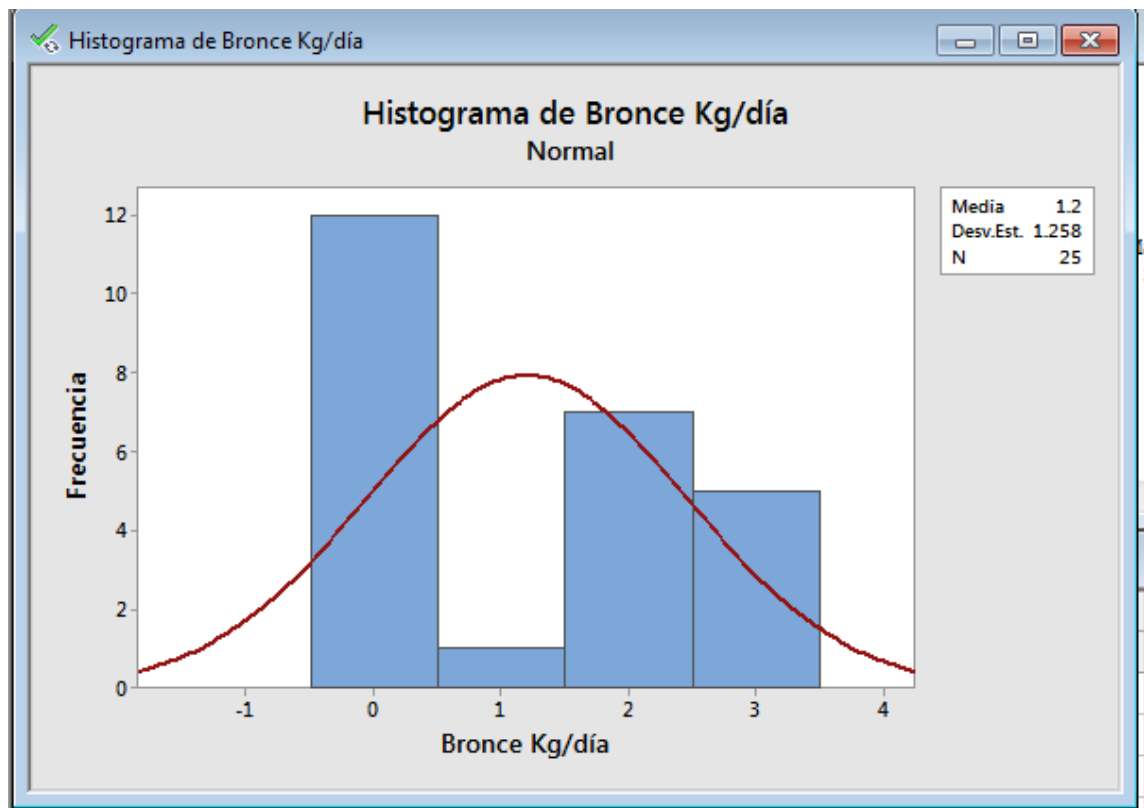 Histograma de Bronce Kg/día
Histograma de Bronce Kg/día
Normal
Media 1.2
Desv.Est. 1.258
N 25
12
10
8
6
4
2
0
Frecuencia
-1 0 1 2 3 4
Bronce Kg/día